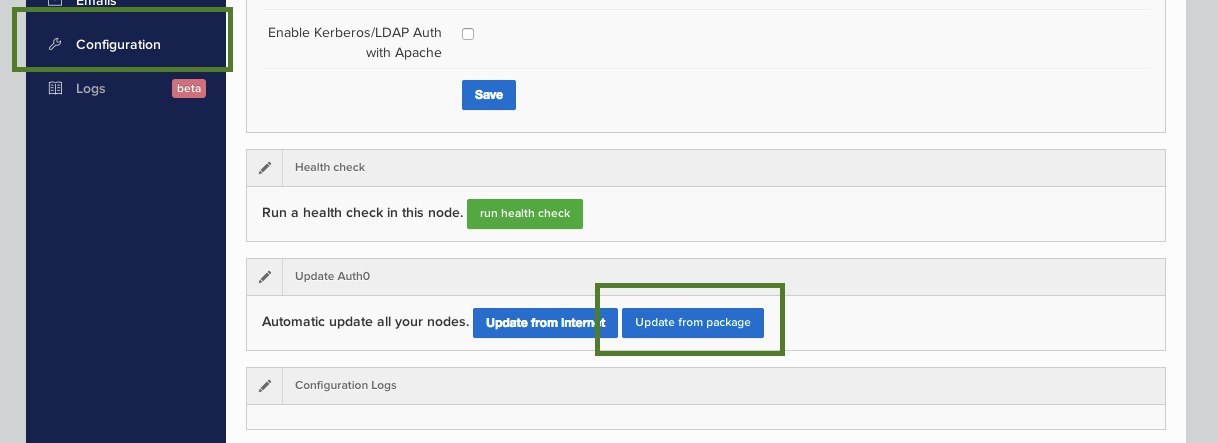 Emails
Configuration
Logs beta
Enable Kerberos/LDAP Auth
with Apache
Save
Health check
Run a health check in this node. run health check
Update Auth0
Automatic update all your nodes. Update from Internet Update from package
Configuration Logs